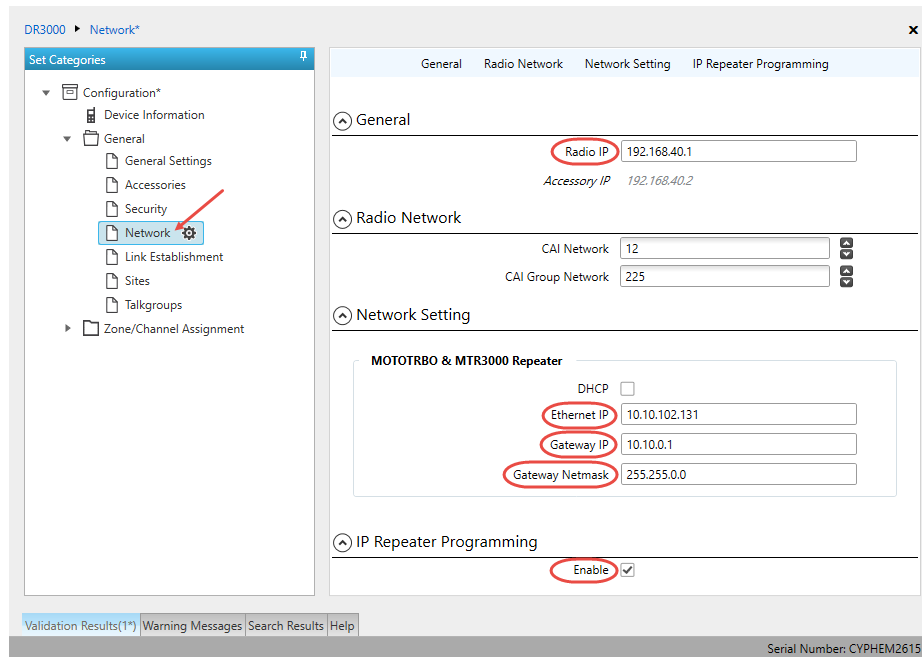 DR3000 Network*
Set Categories
Configuration*
Device Information
General
General Settings
Accessories
Security
Network
Link Establishment
Sites
Talkgroups
Zone/Channel Assignment
General Radio Network Network Setting IP Repeater Programming
General
Radio IP 192.168.40.1
Accessory IP 192.168.40.2
Radio Network
CAI Network 12
CAI Group Network 225
Network Setting
MOTOTRBO & MTR3000 Repeater
DHCP
Ethernet IP 10.10.102.131
Gateway IP 10.10.0.1
Gateway Netmask 255.255.0.0
IP Repeater Programming
Enable
Validation Results(1*) Warning Messages Search Results Help
Serial Number: CYPHEM2615